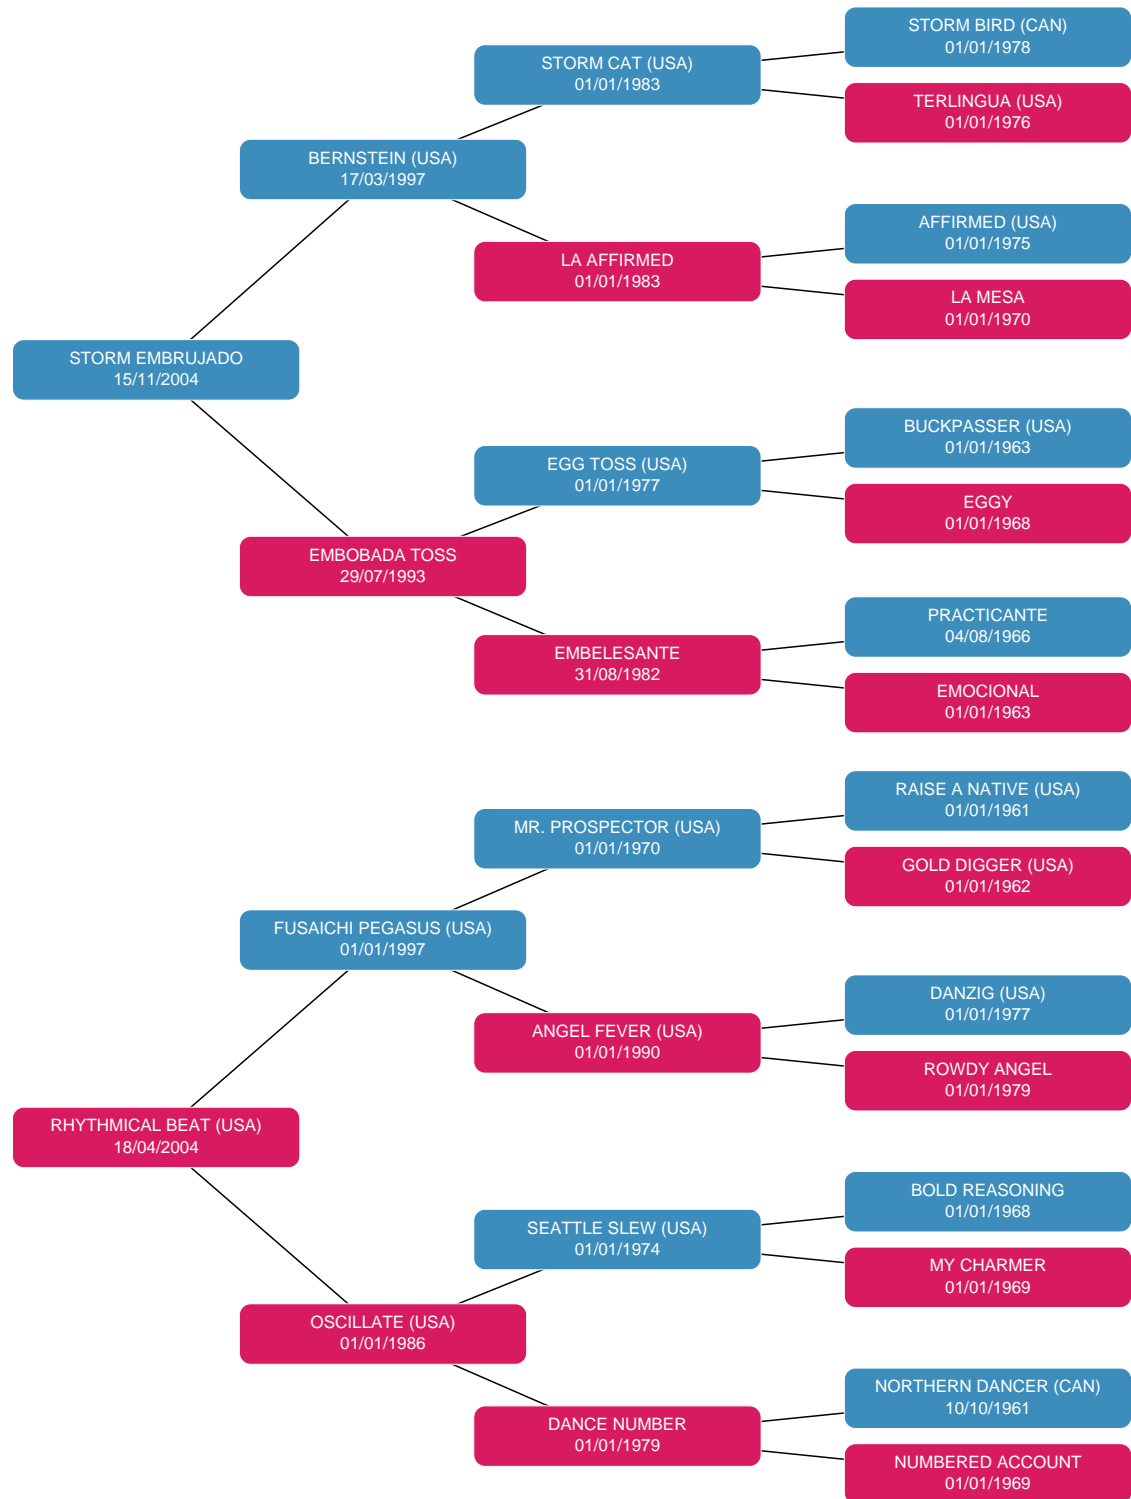 STORM BIRD (CAN)
01/01/1978
STORM CAT (USA)
01/01/1983
TERLINGUA (USA)
01/01/1976
BERNSTEIN (USA)
17/03/1997
AFFIRMED (USA)
01/01/1975
LA AFFIRMED
01/01/1983
LA MESA
01/01/1970
STORM EMBRUJADO
15/11/2004
BUCKPASSER (USA)
01/01/1963
EGG TOSS (USA)
01/01/1977
EGGY
01/01/1968
EMBOBADA TOSS
29/07/1993
PRACTICANTE
04/08/1966
EMBELESANTE
31/08/1982
EMOCIONAL
01/01/1963
RAISE A NATIVE (USA)
01/01/1961
MR. PROSPECTOR (USA)
01/01/1970
GOLD DIGGER (USA)
01/01/1962
FUSAICHI PEGASUS (USA)
01/01/1997
DANZIG (USA)
01/01/1977
ANGEL FEVER (USA)
01/01/1990
ROWDY ANGEL
01/01/1979
RHYTHMICAL BEAT (USA)
18/04/2004
BOLD REASONING
01/01/1968
SEATTLE SLEW (USA)
01/01/1974
MY CHARMER
01/01/1969
OSCILLATE (USA)
01/01/1986
NORTHERN DANCER (CAN)
10/10/1961
DANCE NUMBER
01/01/1979
NUMBERED ACCOUNT
01/01/1969